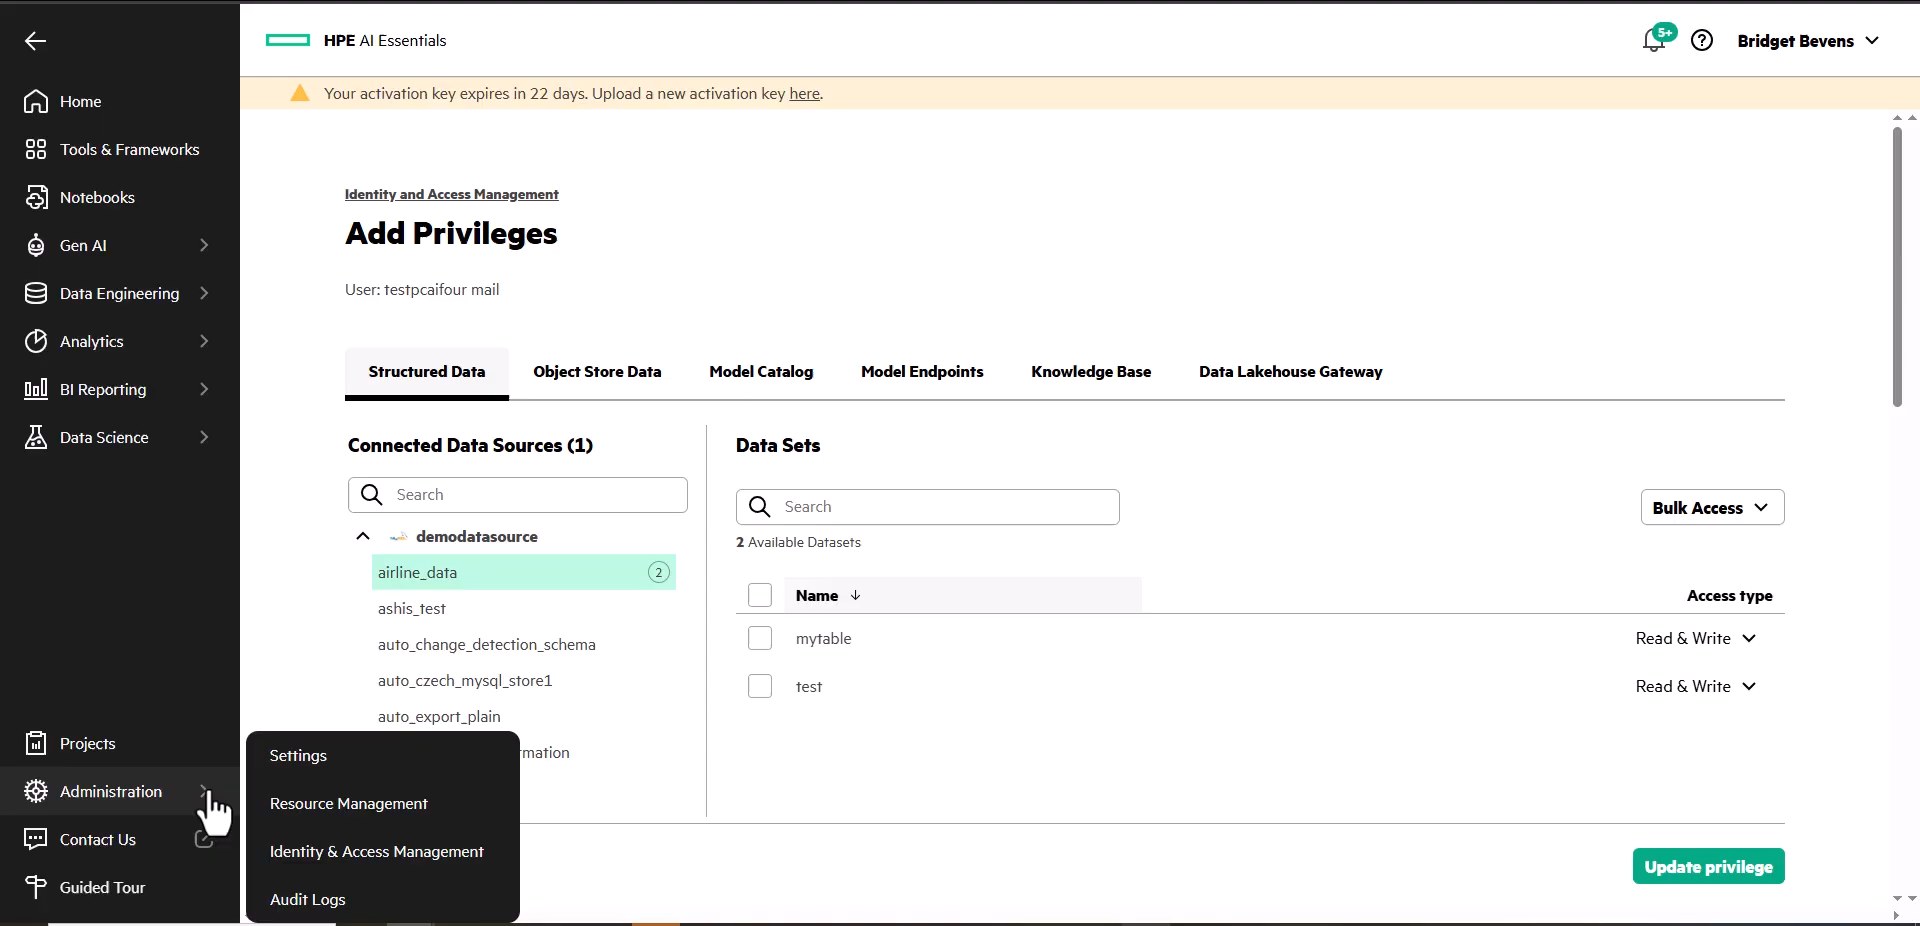 HPE AI Essentials
5+
Bridget Bevens
Home
Tools & Frameworks
Notebooks
Gen AI
Data Engineering
Analytics
BI Reporting
Data Science
Projects
Administration
Contact Us
Guided Tour
Your activation key expires in 22 days. Upload a new activation key here.
Identity and Access Management
Add Privileges
User: testpcaifour mail
Structured Data
Object Store Data
Model Catalog
Model Endpoints
Knowledge Base
Data Lakehouse Gateway
Connected Data Sources (1)
Search
demodatasource
airline_data
2
ashis_test
auto_change_detection_schema
auto_czech_mysql_store1
auto_export_plain
rmation
Settings
Resource Management
Identity & Access Management
Audit Logs
Data Sets
Search
Bulk Access
2 Available Datasets
Name
Access type
mytable
Read & Write
test
Read & Write
Update privilege